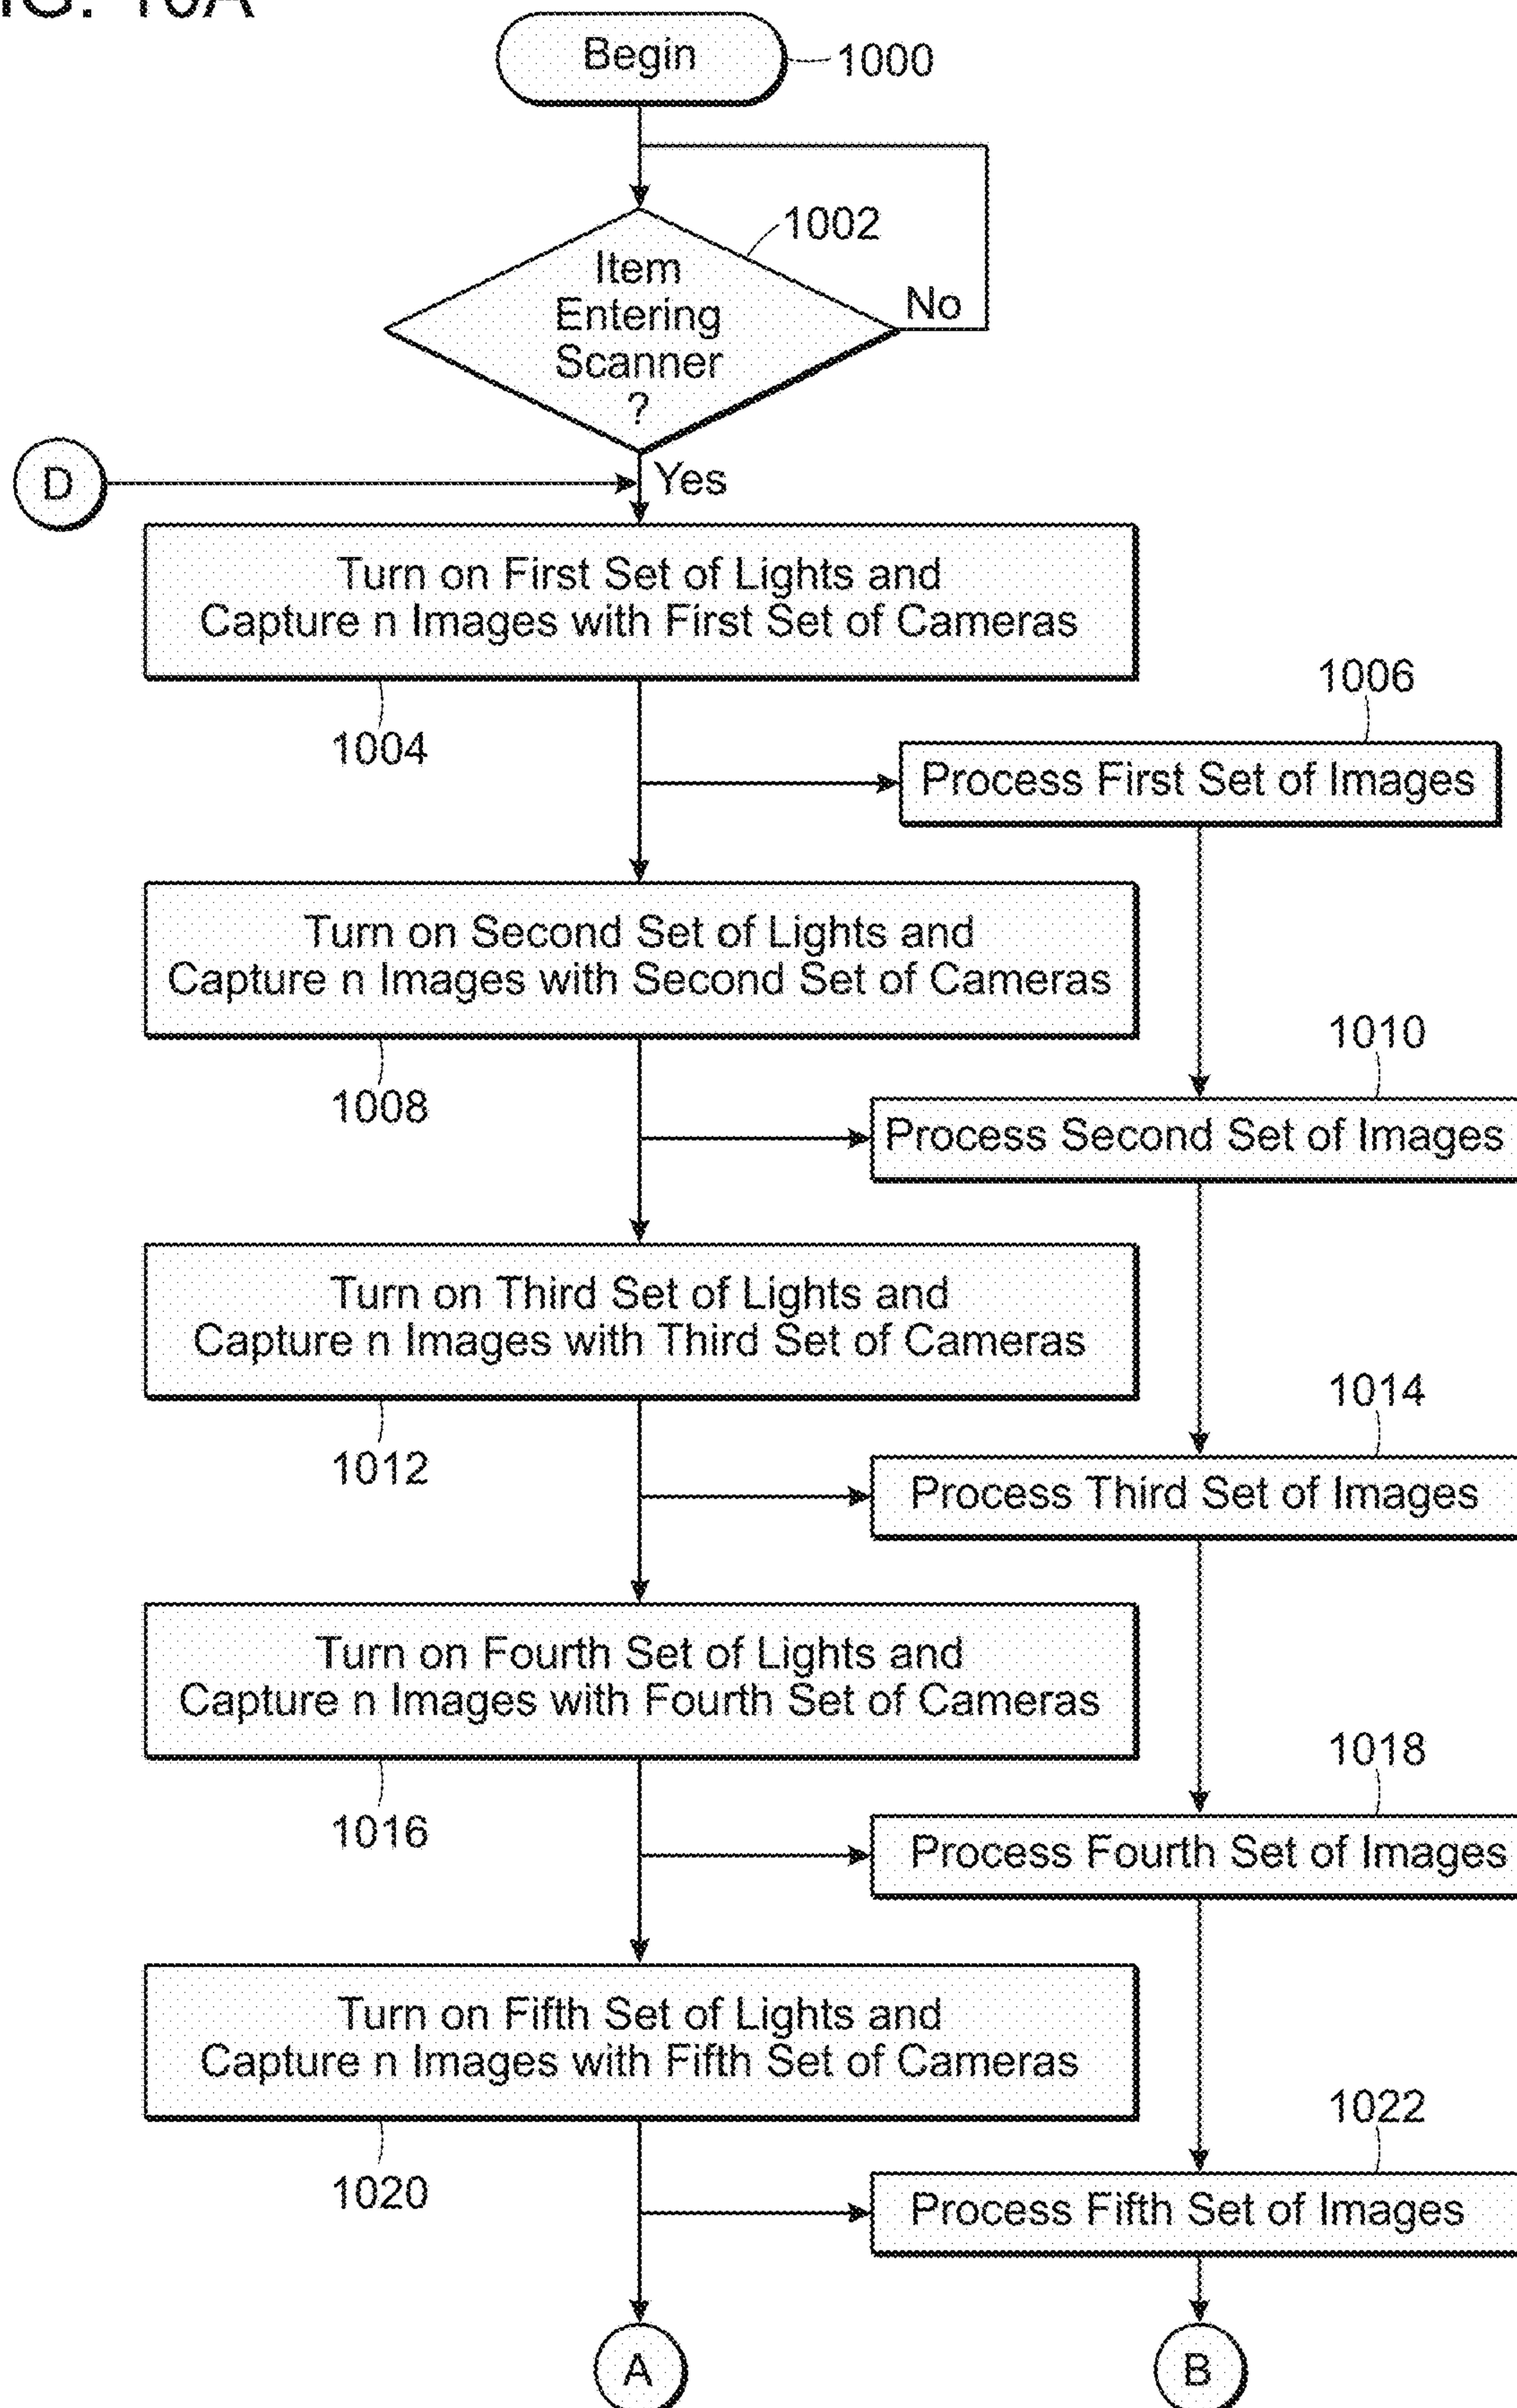 FIG. 10A
Begin
1000
1002
Item
Entering
Scanner
?
No
D
Yes
Turn on First Set of Lights and
Capture n Images with First Set of Cameras
1004
1006
Process First Set of Images
Turn on Second Set of Lights and
Capture n Images with Second Set of Cameras
1008
1010
Process Second Set of Images
Turn on Third Set of Lights and
Capture n Images with Third Set of Cameras
1012
1014
Process Third Set of Images
Turn on Fourth Set of Lights and
Capture n Images with Fourth Set of Cameras
1016
1018
Process Fourth Set of Images
Turn on Fifth Set of Lights and
Capture n Images with Fifth Set of Cameras
1020
1022
Process Fifth Set of Images
A
B